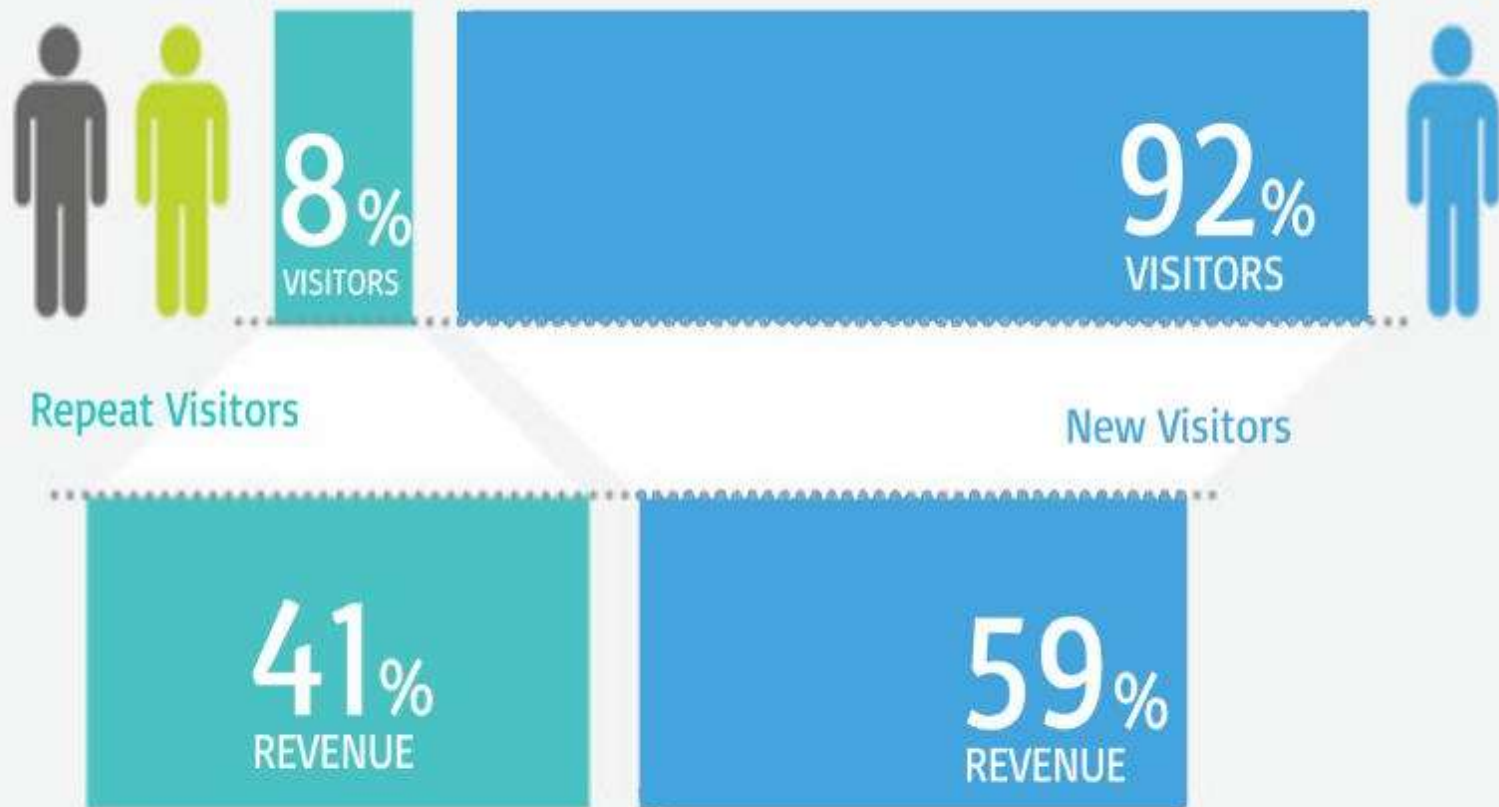 8%
VISITORS
92%
VISITORS
Repeat Visitors
New Visitors
41%
REVENUE
59%
REVENUE